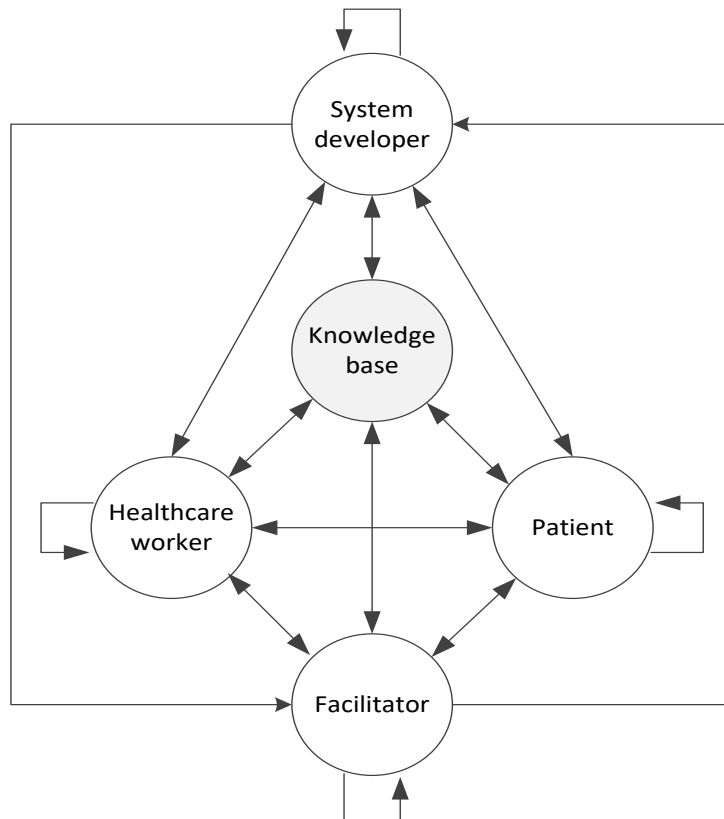 System
developer
Knowledge
base
Healthcare
worker
Patient
Facilitator